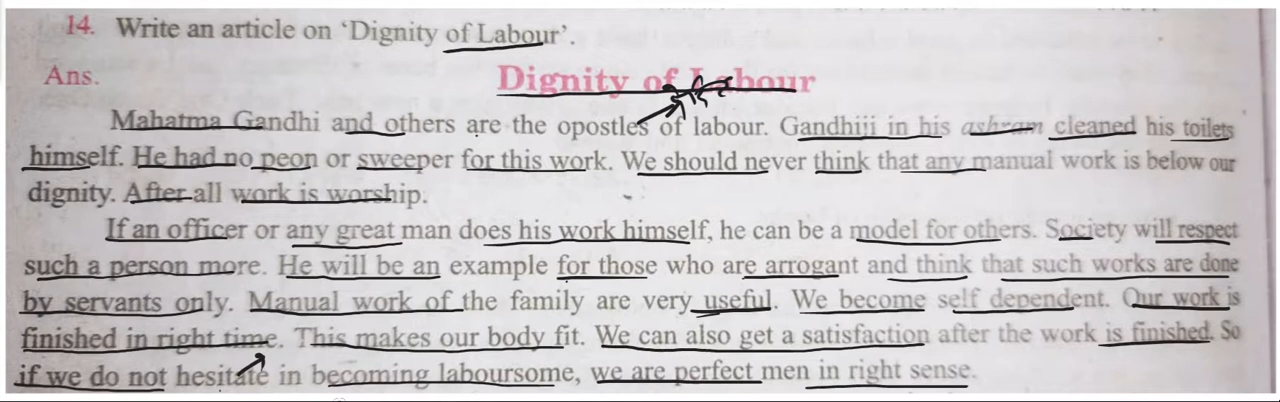 14. Write an article on ‘Dignity of Labour’.
Ans. Dignity of Labour
Mahatma Gandhi and others are the opostles of labour. Gandhiji in his ashram cleaned his toilets
himself. He had no peon or sweeper for this work. We should never think that any manual work is below our
dignity. After all work is worship.
If an officer or any great man does his work himself, he can be a model for others. Society will respect
such a person more. He will be an example for those who are arrogant and think that such works are done
by servants only. Manual work of the family are very useful. We become self dependent. Our work is
finished in right time. This makes our body fit. We can also get a satisfaction after the work is finished. So
if we do not hesitate in becoming laboursome, we are perfect men in right sense.